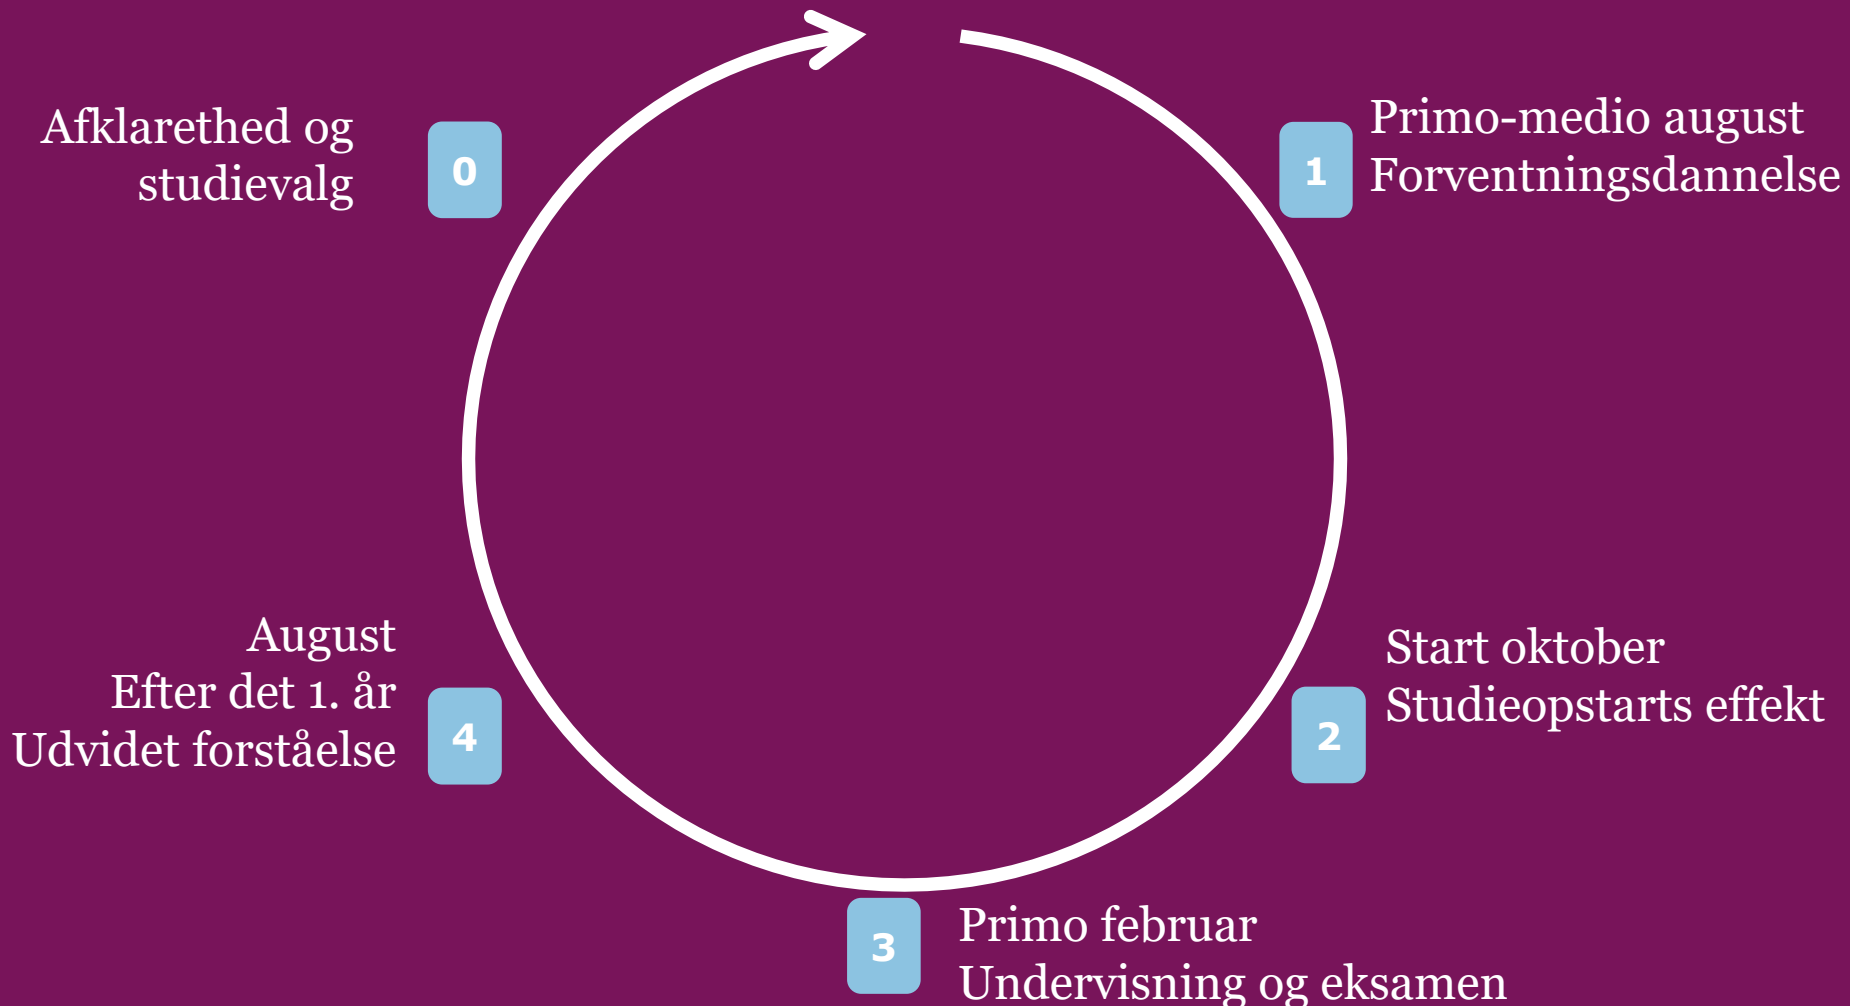 Afklarethed og
studievalg
0
1
Primo-medio august
Forventningsdannelse
2
Start oktober
Studieopstarts effekt
3
Primo februar
Undervisning og eksamen
4
August
Efter det 1. år
Udvidet forståelse